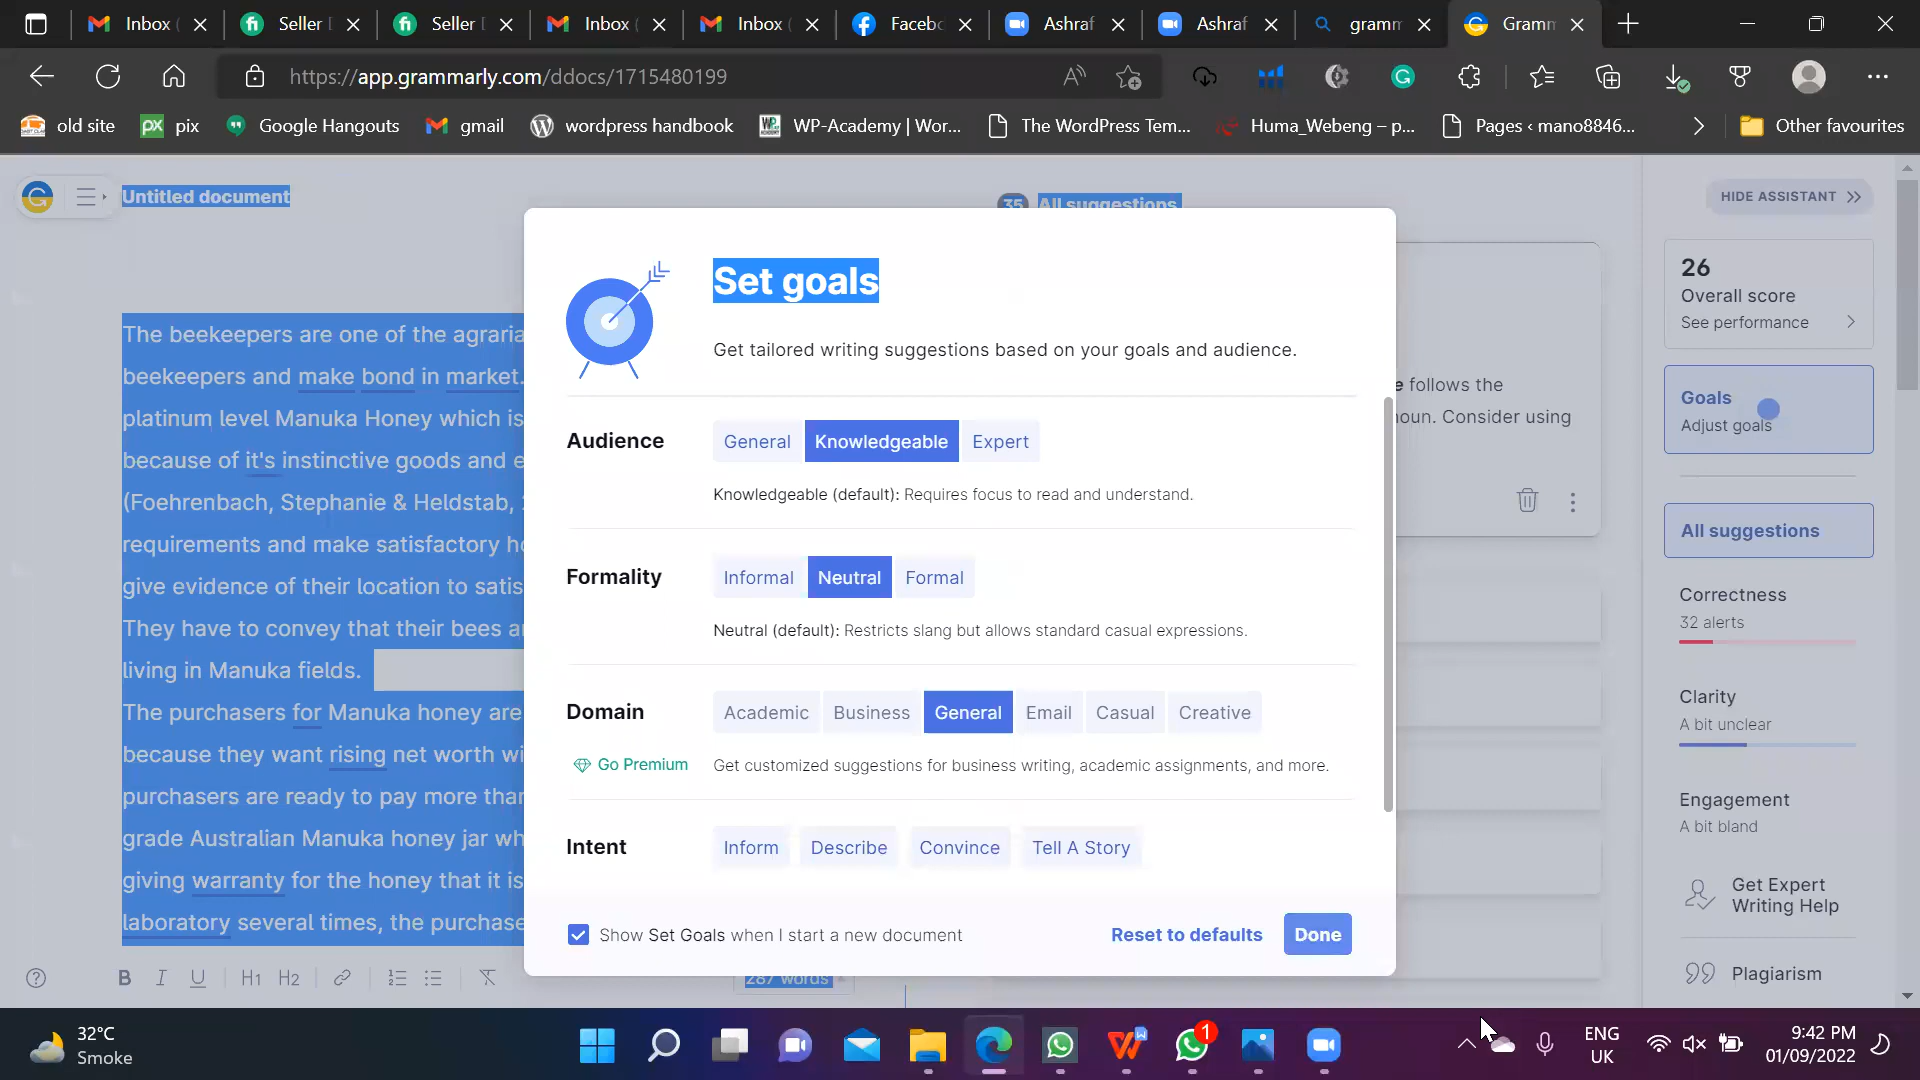 Inbox (
Seller [
Seller [
Inbox (
Inbox (
Facebo
Ashraf
Ashraf
gramm
Gramm
https://app.grammarly.com/ddocs/1715480199
old site
pix
Google Hangouts
gmail
wordpress handbook
WP-Academy | Wor...
The WordPress Tem...
Huma_Webeng – p...
Pages ‹ mano8846...
Other favourites
Untitled document
35 All suggestions
HIDE ASSISTANT
The beekeepers are one of the agraria
beekeepers and make bond in market.
platinum level Manuka Honey which is
because of it's instinctive goods and e
(Foehrenbach, Stephanie & Heldstab,
requirements and make satisfactory ho
give evidence of their location to satis
They have to convey that their bees ar
living in Manuka fields.
The purchasers for Manuka honey are
because they want rising net worth wi
purchasers are ready to pay more than
grade Australian Manuka honey jar wh
giving warranty for the honey that it is
laboratory several times, the purchase
Set goals
Get tailored writing suggestions based on your goals and audience.
Audience
General Knowledgeable Expert
Knowledgeable (default): Requires focus to read and understand.
Formality
Informal Neutral Formal
Neutral (default): Restricts slang but allows standard casual expressions.
Domain
Academic Business General Email Casual Creative
Go Premium
Get customized suggestions for business writing, academic assignments, and more.
Intent
Inform Describe Convince Tell A Story
Show Set Goals when I start a new document
Reset to defaults
Done
e follows the
noun. Consider using
26
Overall score
See performance
Goals
Adjust goals
All suggestions
Correctness
32 alerts
Clarity
A bit unclear
Engagement
A bit bland
Get Expert
Writing Help
Plagiarism
B I U H1 H2
287 words
32°C
Smoke
1
ENG
UK
9:42 PM
01/09/2022